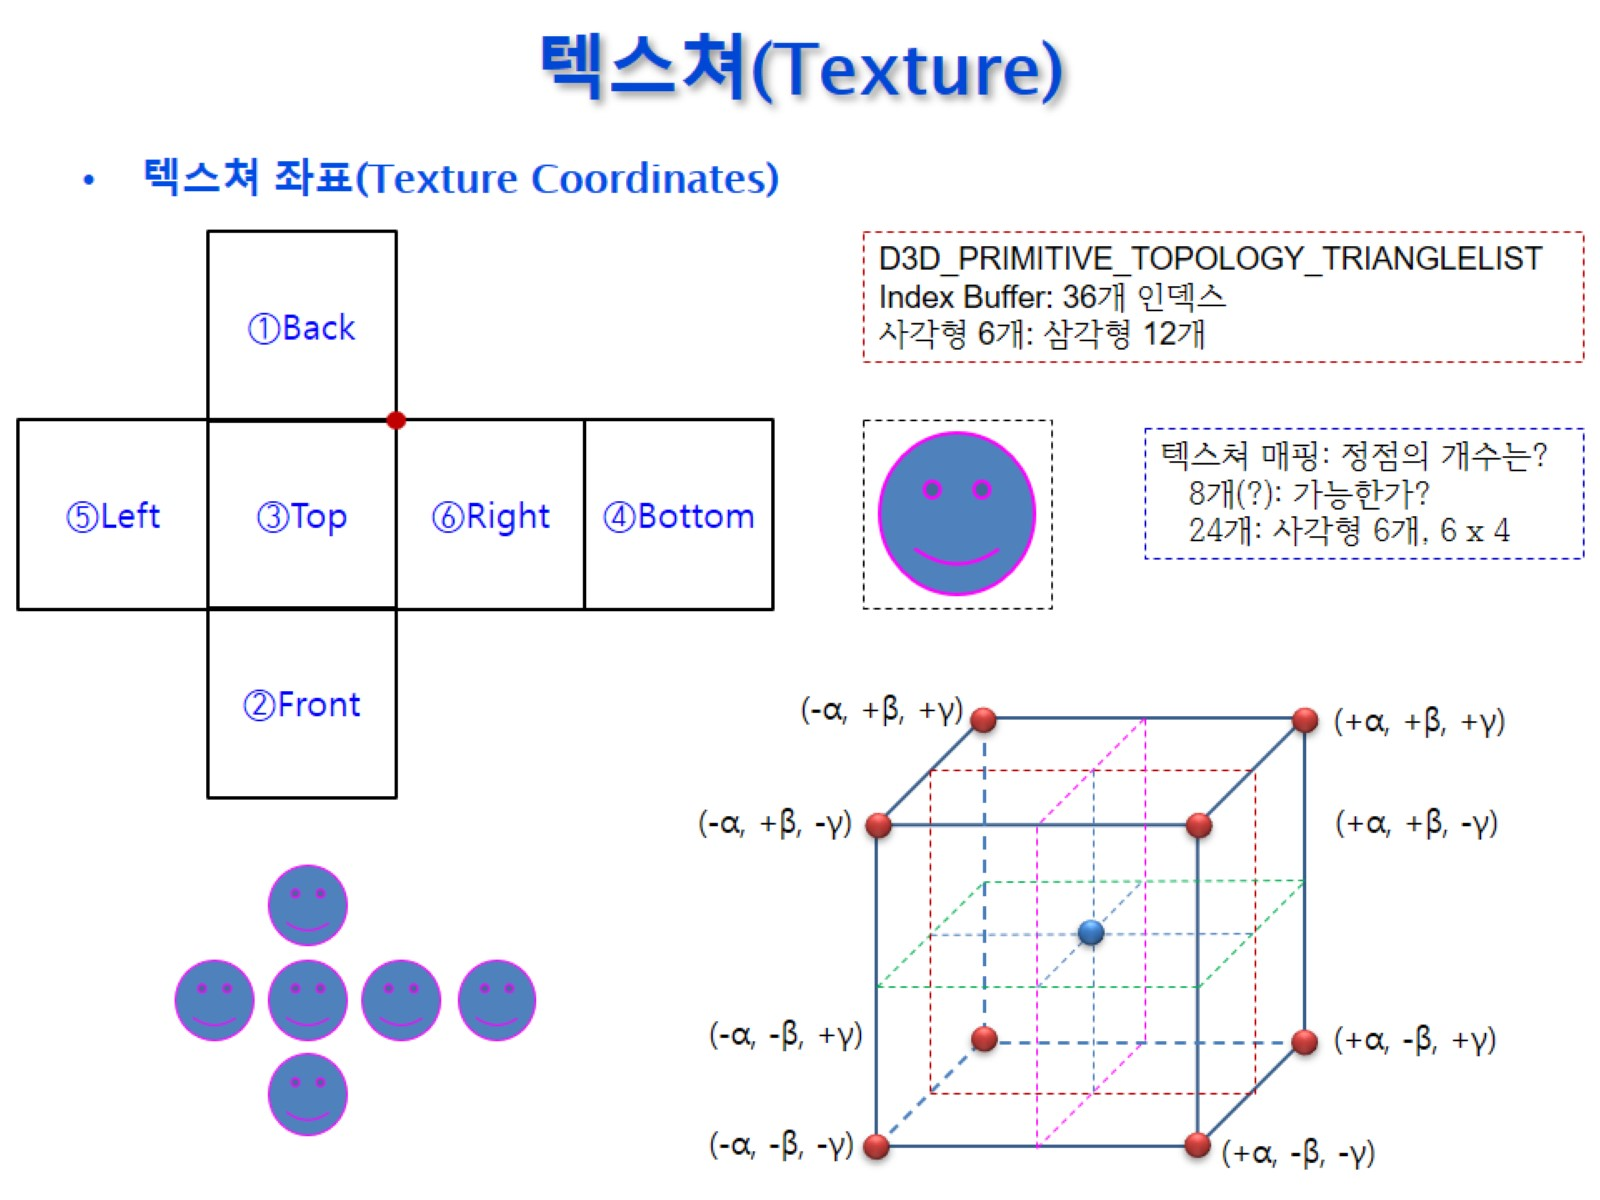 텍스쳐(Texture)
• 텍스쳐 좌표(Texture Coordinates)
①Back
⑤Left
③Top
⑥Right
④Bottom
②Front
D3D_PRIMITIVE_TOPOLOGY_TRIANGLELIST
Index Buffer: 36개 인덱스
사각형 6개: 삼각형 12개
텍스쳐 매핑: 정점의 개수는?
8개(?): 가능한가?
24개: 사각형 6개, 6 x 4
(-α, +β, +γ)
(+α, +β, +γ)
(-α, +β, -γ)
(+α, +β, -γ)
(-α, -β, +γ)
(+α, -β, +γ)
(-α, -β, -γ)
(+α, -β, -γ)